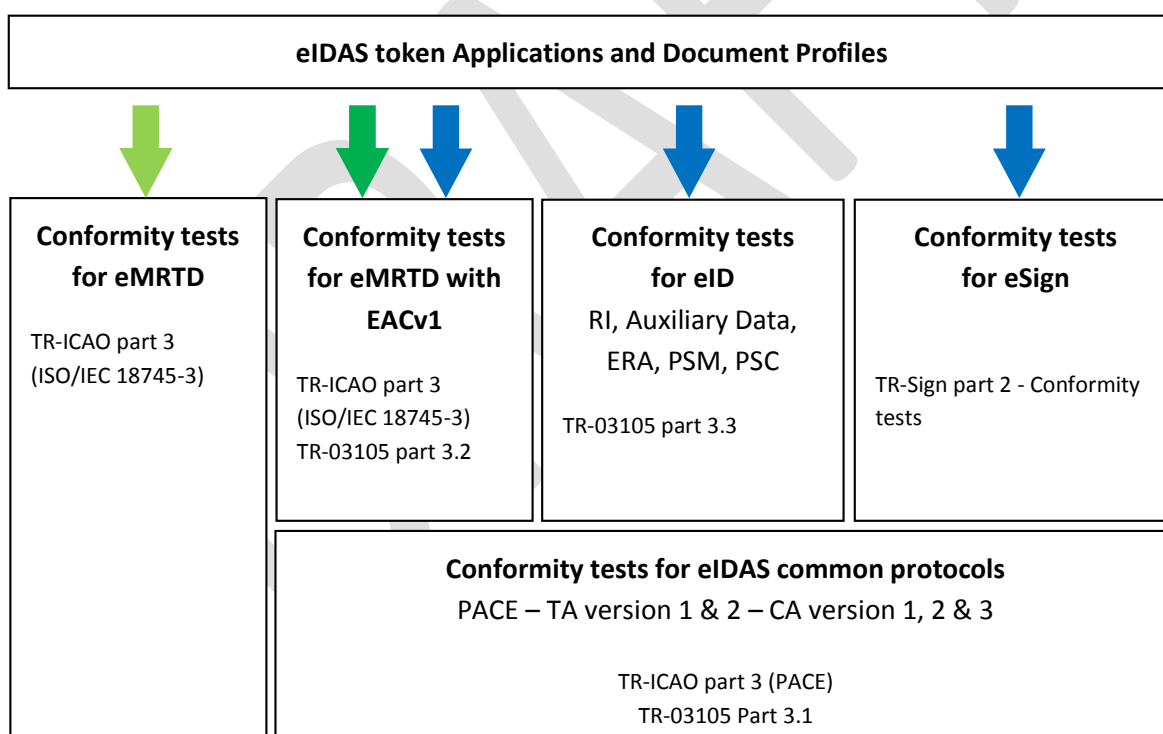 eIDAS token Applications and Document Profiles
Conformity tests
for eMRTD
TR-ICAO part 3
(ISO/IEC 18745-3)
Conformity tests
for eMRTD with
EACv1
TR-ICAO part 3
(ISO/IEC 18745-3)
TR-03105 part 3.2
Conformity tests
for eID
RI, Auxiliary Data,
ERA, PSM, PSC
TR-03105 part 3.3
Conformity tests
for eSign
TR-Sign part 2 - Conformity
tests
Conformity tests for eIDAS common protocols
PACE – TA version 1 & 2 – CA version 1, 2 & 3
TR-ICAO part 3 (PACE)
TR-03105 Part 3.1